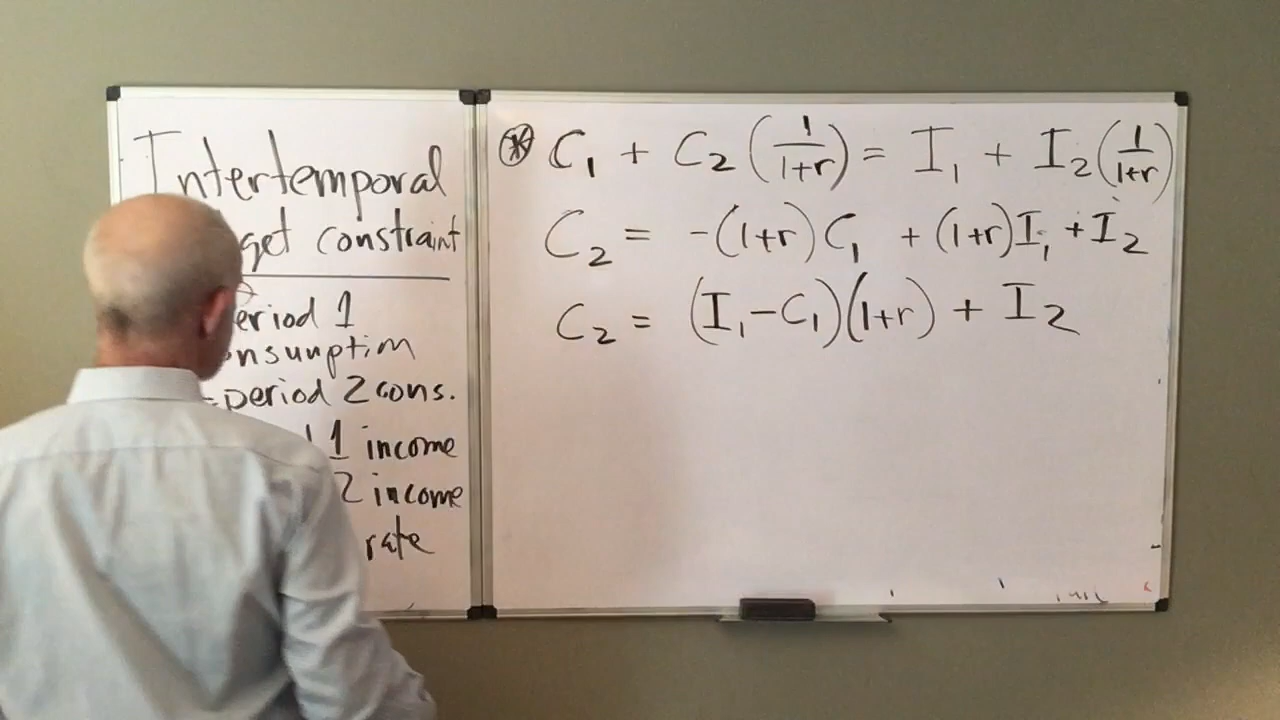 Intertemporal
get constraint
eriod 1
nsumption
=period 2 cons.
1 income
2 income
rate
⊛ C₁ + C₂ (1/(1+r)) = I₁ + I₂ (1/(1+r))
C₂ = -(1+r) C₁ + (1+r) I₁ + I₂
C₂ = (I₁ - C₁)(1+r) + I₂